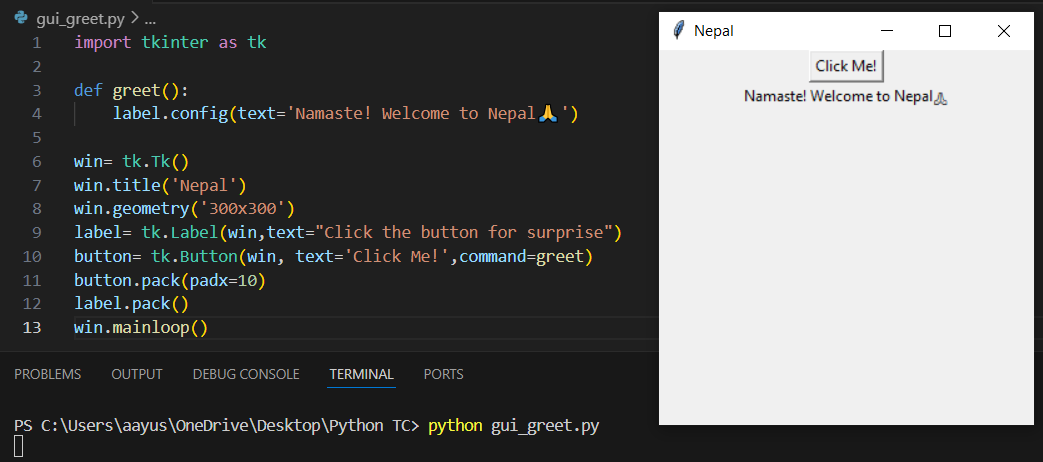 gui_greet.py > ...
1 import tkinter as tk
2
3 def greet():
4     label.config(text='Namaste! Welcome to Nepal🙏')
5
6 win= tk.Tk()
7 win.title('Nepal')
8 win.geometry('300x300')
9 label= tk.Label(win,text="Click the button for surprise")
10 button= tk.Button(win, text='Click Me!',command=greet)
11 button.pack(padx=10)
12 label.pack()
13 win.mainloop()
PROBLEMS OUTPUT DEBUG CONSOLE TERMINAL PORTS
PS C:\Users\aayus\OneDrive\Desktop\Python TC> python gui_greet.py
Nepal
Click Me!
Namaste! Welcome to Nepal🙏